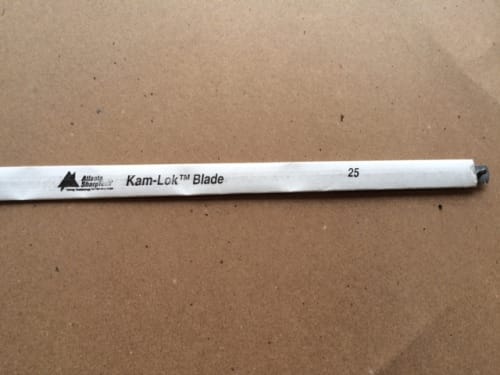 Atlanta
SharpTech
Kam-Lok™ Blade
25